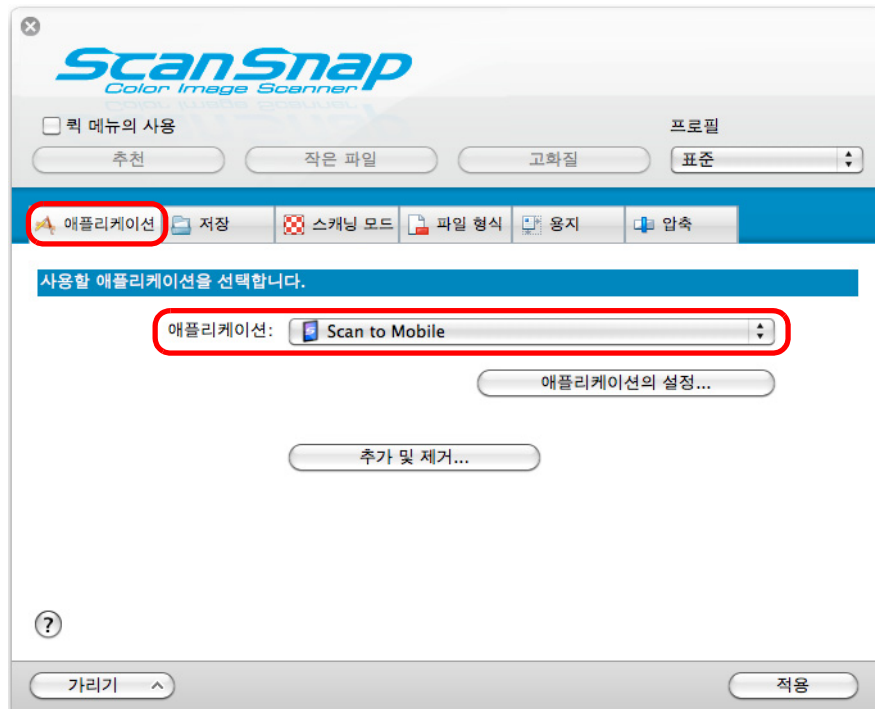 ScanSnap
Color Image Scanner
퀵 메뉴의 사용
프로필
추천
작은 파일
고화질
표준
애플리케이션
저장
스캐닝 모드
파일 형식
용지
압축
사용할 애플리케이션을 선택합니다.
애플리케이션: Scan to Mobile
애플리케이션의 설정...
추가 및 제거...
?
가리기
적용